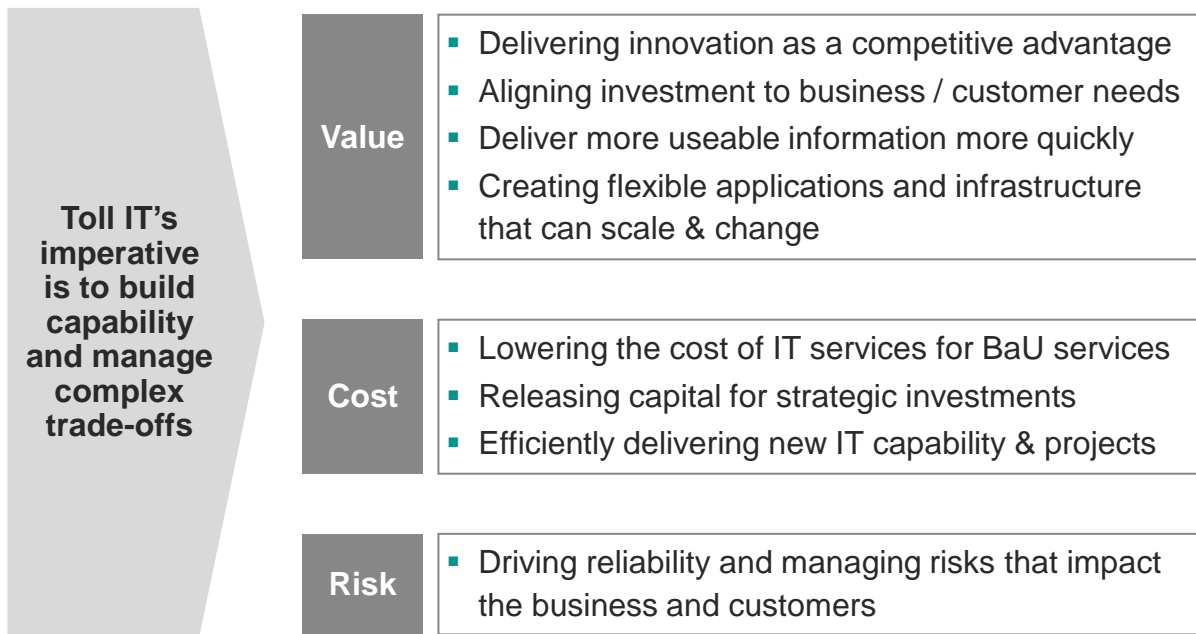 Toll IT’s
imperative
is to build
capability
and manage
complex
trade-offs
Value
▪ Delivering innovation as a competitive advantage
▪ Aligning investment to business / customer needs
▪ Deliver more useable information more quickly
▪ Creating flexible applications and infrastructure
that can scale & change
Cost
▪ Lowering the cost of IT services for BaU services
▪ Releasing capital for strategic investments
▪ Efficiently delivering new IT capability & projects
Risk
▪ Driving reliability and managing risks that impact
the business and customers